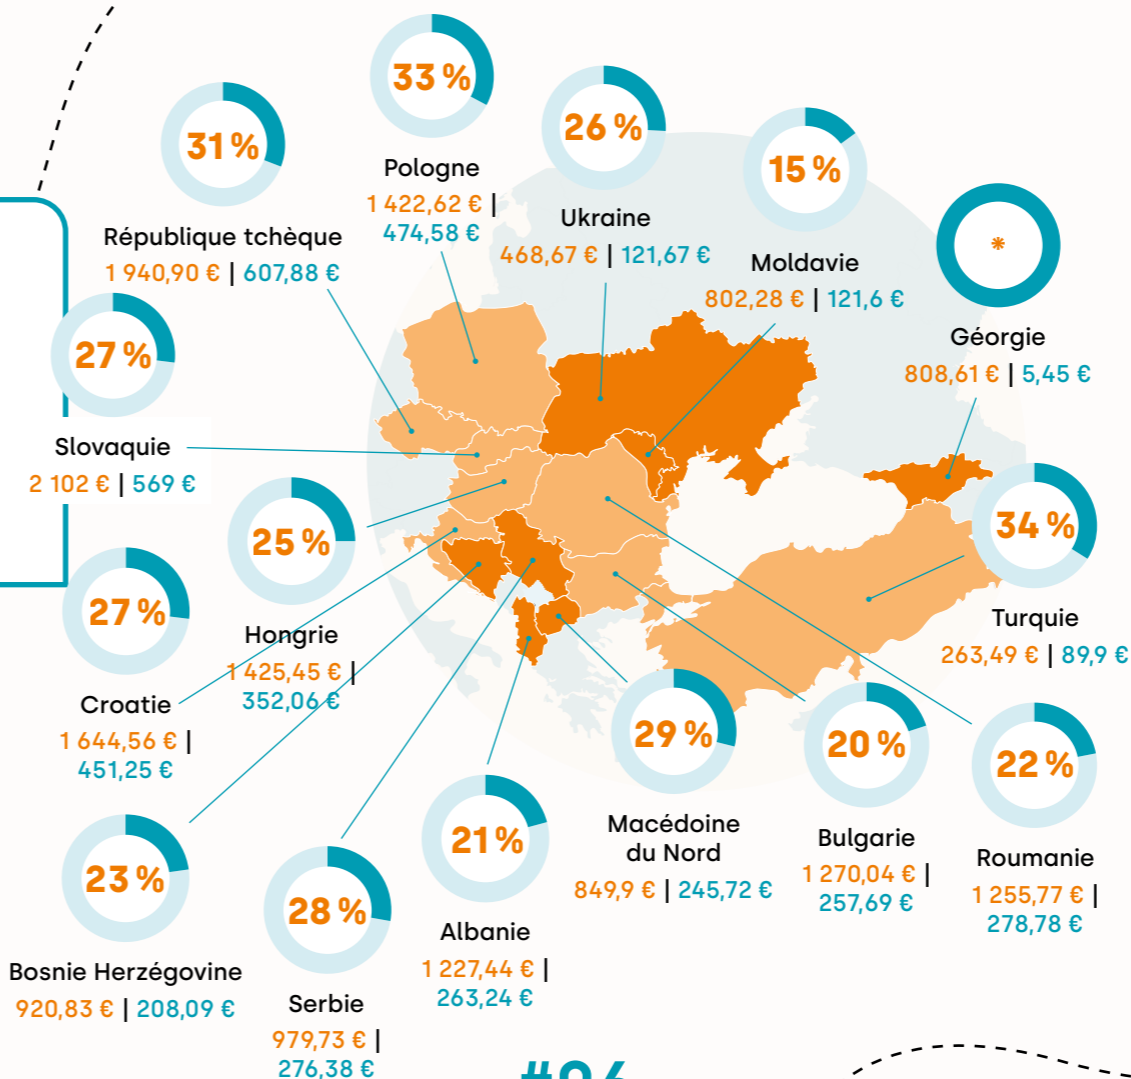 33 %
Pologne
1 422,62 € |
474,58 €
26 %
Ukraine
468,67 € | 121,67 €
15 %
Moldavie
802,28 € | 121,6 €
*
Géorgie
808,61 € | 5,45 €
31 %
République tchèque
1 940,90 € | 607,88 €
27 %
Slovaquie
2 102 € | 569 €
25 %
Hongrie
1 425,45 € |
352,06 €
34 %
Turquie
263,49 € | 89,9 €
27 %
Croatie
1 644,56 € |
451,25 €
29 %
Macédoine
du Nord
849,9 € | 245,72 €
20 %
Bulgarie
1 270,04 € |
257,69 €
22 %
Roumanie
1 255,77 € |
278,78 €
23 %
Bosnie Herzégovine
920,83 € | 208,09 €
28 %
Serbie
979,73 € |
276,38 €
21 %
Albanie
1 227,44 € |
263,24 €